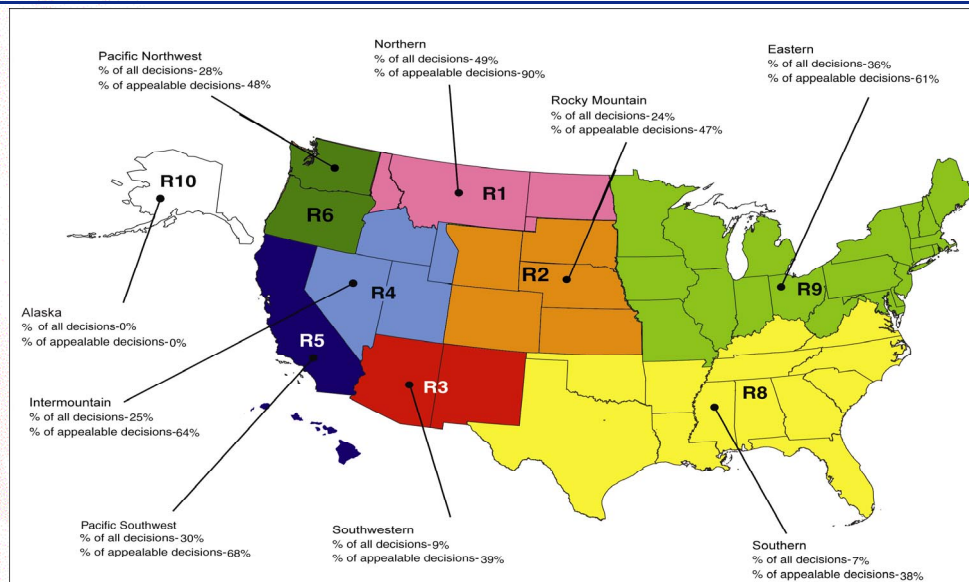 Pacific Northwest
% of all decisions-28%
% of appealable decisions-48%
Northern
% of all decisions-49%
% of appealable decisions-90%
Rocky Mountain
% of all decisions-24%
% of appealable decisions-47%
Eastern
% of all decisions-36%
% of appealable decisions-61%
R10
R6
R1
R2
R9
R4
R5
R3
R8
Alaska
% of all decisions-0%
% of appealable decisions-0%
Intermountain
% of all decisions-25%
% of appealable decisions-64%
Pacific Southwest
% of all decisions-30%
% of appealable decisions-68%
Southwestern
% of all decisions-9%
% of appealable decisions-39%
Southern
% of all decisions-7%
% of appealable decisions-38%